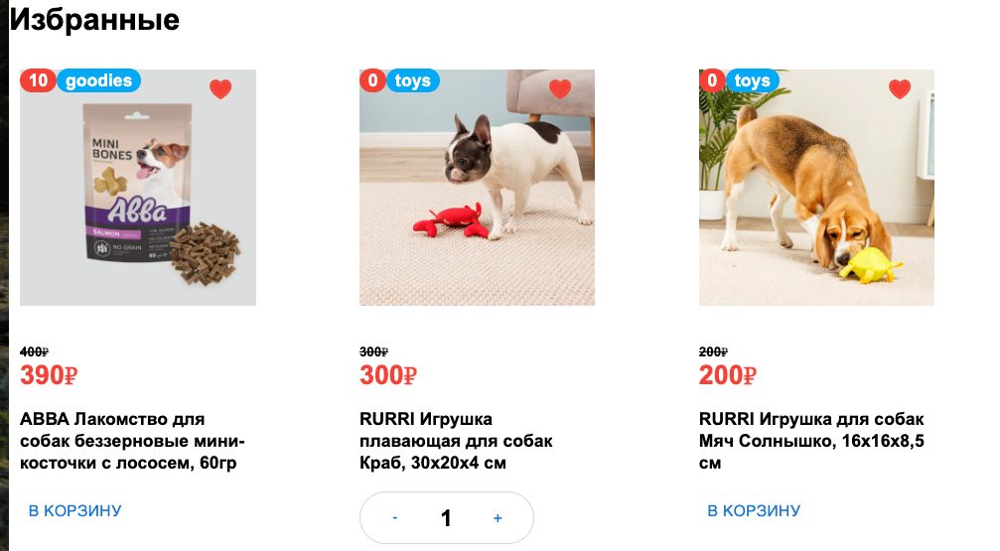 Избранные
10 goodies
0 toys
0 toys
MINI
BONES
Abba
SALMON
NO GRAIN
400₽
390₽
ABBA Лакомство для
собак беззерновые мини-
косточки с лососем, 60гр
В КОРЗИНУ
300₽
300₽
RURRI Игрушка
плавающая для собак
Краб, 30х20х4 см
- 1 +
200₽
200₽
RURRI Игрушка для собак
Мяч Солнышко, 16х16х8,5
см
В КОРЗИНУ